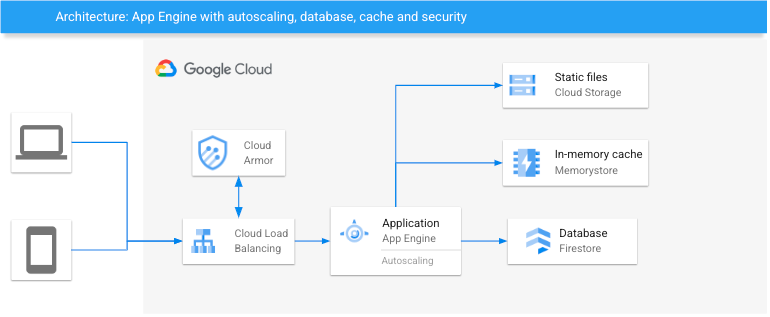 Architecture: App Engine with autoscaling, database, cache and security
Google Cloud
Static files
Cloud Storage
Cloud
Armor
In-memory cache
Memorystore
Cloud Load
Balancing
Application
App Engine
Autoscaling
Database
Firestore